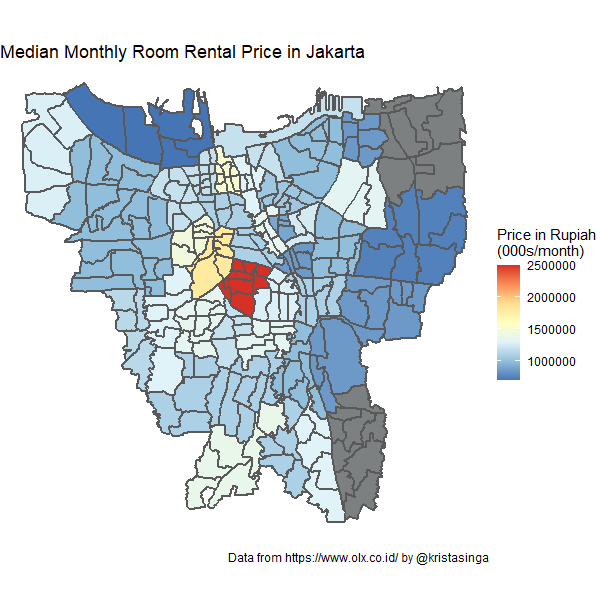 Median Monthly Room Rental Price in Jakarta
Price in Rupiah
(000s/month)
2500000
2000000
1500000
1000000
Data from https://www.olx.co.id/ by @kristasinga